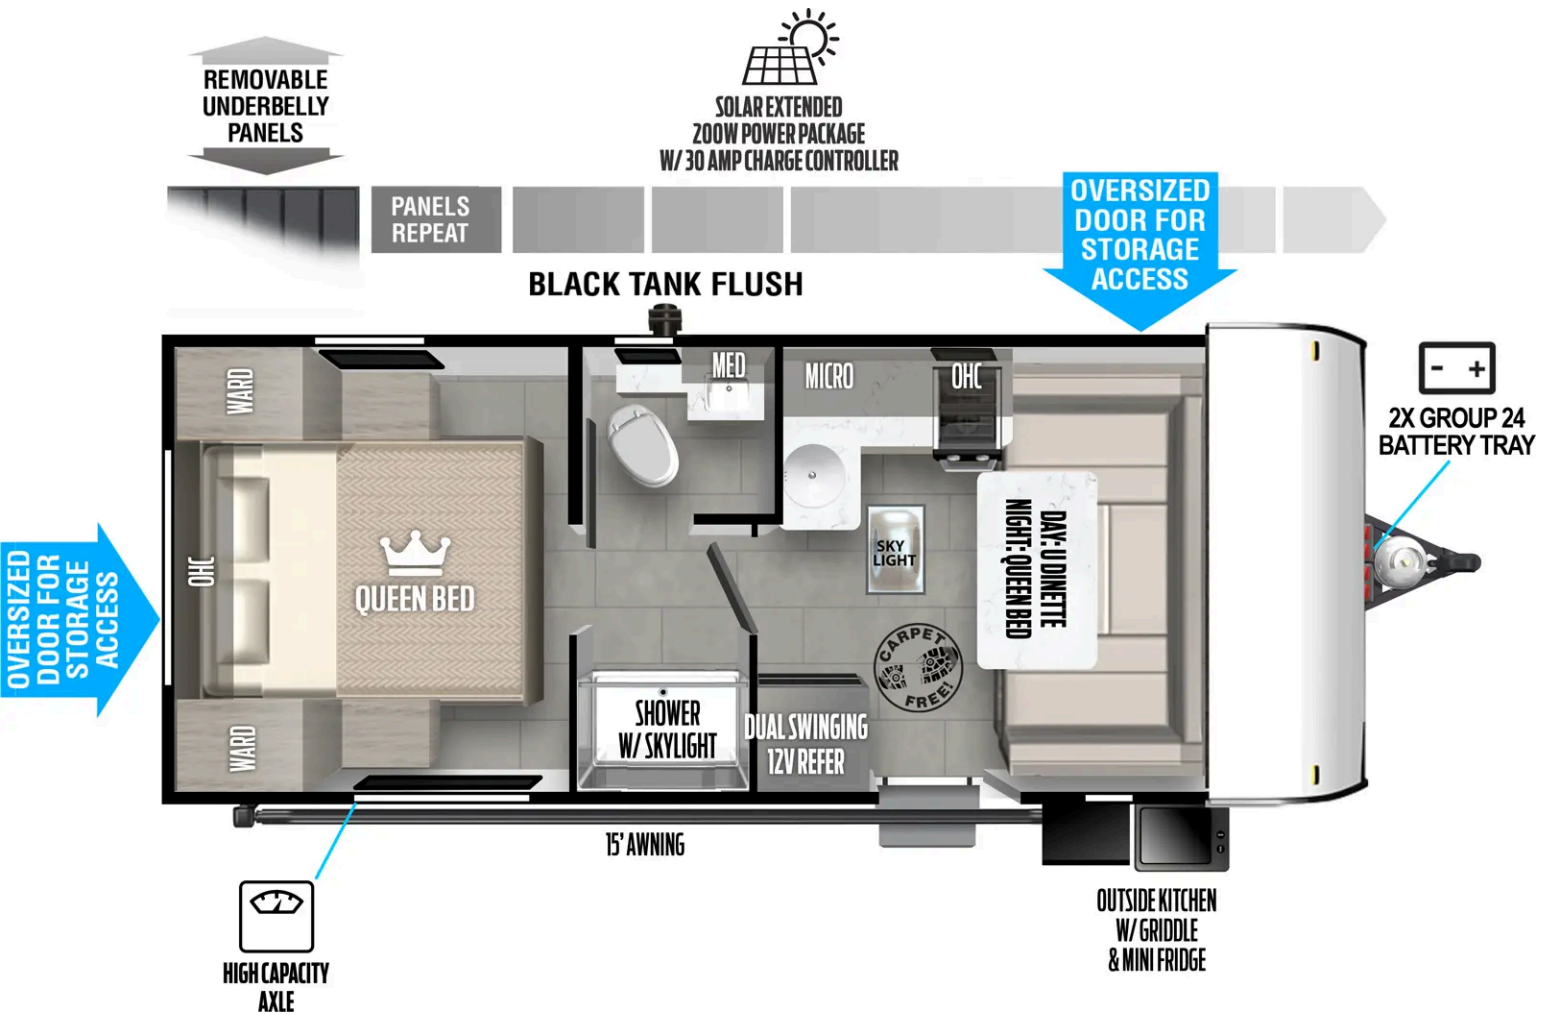 REMOVABLE
UNDERBELLY
PANELS
SOLAR EXTENDED
200W POWER PACKAGE
W/ 30 AMP CHARGE CONTROLLER
PANELS
REPEAT
OVERSIZED
DOOR FOR
STORAGE
ACCESS
BLACK TANK FLUSH
WARD
MED
MICRO
OHC
- +
2X GROUP 24
BATTERY TRAY
OVERSIZED
DOOR FOR
STORAGE
ACCESS
OHC
QUEEN BED
SKY
LIGHT
DAY: U DINETTE
NIGHT: QUEEN BED
CARPET
FREE!
WARD
SHOWER
W/ SKYLIGHT
DUAL SWINGING
12V REFER
15' AWNING
OUTSIDE KITCHEN
W/ GRIDDLE
& MINI FRIDGE
HIGH CAPACITY
AXLE